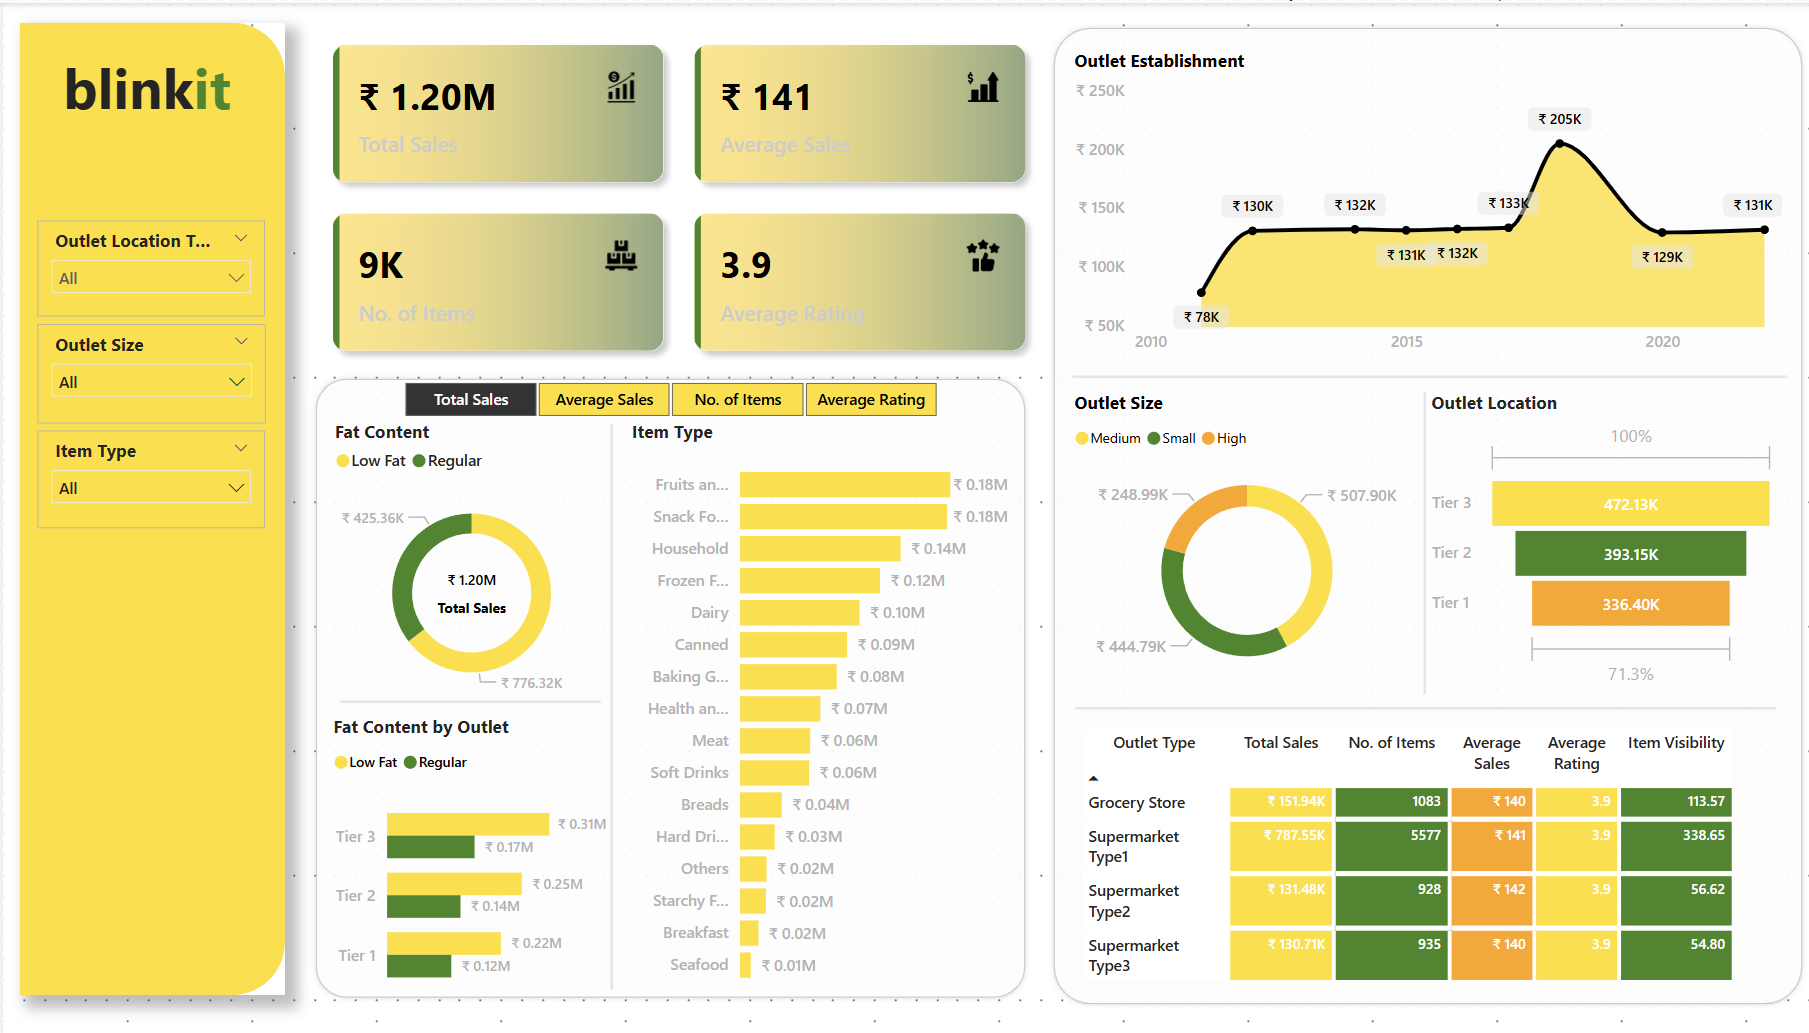 blinkit
Outlet Location T...
All
Outlet Size
All
Item Type
All
₹ 1.20M
Total Sales
₹ 141
Average Sales
9K
No. of Items
3.9
Average Rating
Total Sales
Average Sales
No. of Items
Average Rating
Fat Content
Low Fat Regular
₹ 425.36K
₹ 1.20M
Total Sales
₹ 776.32K
Fat Content by Outlet
Low Fat Regular
Tier 3
₹ 0.31M
₹ 0.17M
Tier 2
₹ 0.25M
₹ 0.14M
Tier 1
₹ 0.22M
₹ 0.12M
Item Type
Fruits an... ₹ 0.18M
Snack Fo... ₹ 0.18M
Household ₹ 0.14M
Frozen F... ₹ 0.12M
Dairy ₹ 0.10M
Canned ₹ 0.09M
Baking G... ₹ 0.08M
Health an... ₹ 0.07M
Meat ₹ 0.06M
Soft Drinks ₹ 0.06M
Breads ₹ 0.04M
Hard Dri... ₹ 0.03M
Others ₹ 0.02M
Starchy F... ₹ 0.02M
Breakfast ₹ 0.02M
Seafood ₹ 0.01M
Outlet Establishment
₹ 250K
₹ 200K
₹ 150K
₹ 100K
₹ 50K
₹ 78K
₹ 130K
₹ 132K
₹ 131K
₹ 132K
₹ 133K
₹ 205K
₹ 129K
₹ 131K
2010 2015 2020
Outlet Size
Medium Small High
₹ 248.99K
₹ 507.90K
₹ 444.79K
Outlet Location
100%
Tier 3 472.13K
Tier 2 393.15K
Tier 1 336.40K
71.3%
Outlet Type Total Sales No. of Items Average Sales Average Rating Item Visibility
Grocery Store ₹ 151.94K 1083 ₹ 140 3.9 113.57
Supermarket Type1 ₹ 787.55K 5577 ₹ 141 3.9 338.65
Supermarket Type2 ₹ 131.48K 928 ₹ 142 3.9 56.62
Supermarket Type3 ₹ 130.71K 935 ₹ 140 3.9 54.80